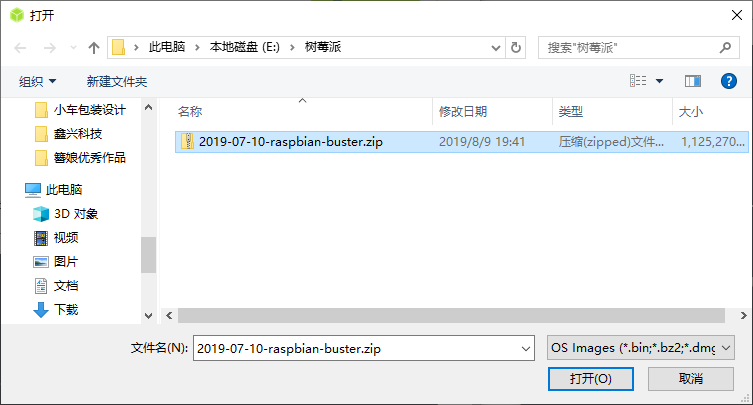 打开
此电脑 › 本地磁盘 (E:) › 树莓派
搜索"树莓派"
组织 新建文件夹
名称 修改日期 类型 大小
2019-07-10-raspbian-buster.zip 2019/8/9 19:41 压缩(zipped)文件... 1,125,270...
小车包装设计
鑫兴科技
簪娘优秀作品
此电脑
3D 对象
视频
图片
文档
下载
文件名(N): 2019-07-10-raspbian-buster.zip OS Images (*.bin;*.bz2;*.dmg
打开(O) 取消